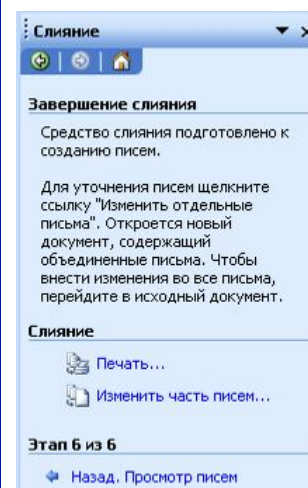 Слияние
Завершение слияния
Средство слияния подготовлено к
созданию писем.
Для уточнения писем щелкните
ссылку "Изменить отдельные
письма". Откроется новый
документ, содержащий
объединенные письма. Чтобы
внести изменения во все письма,
перейдите в исходный документ.
Слияние
Печать...
Изменить часть писем...
Этап 6 из 6
Назад. Просмотр писем